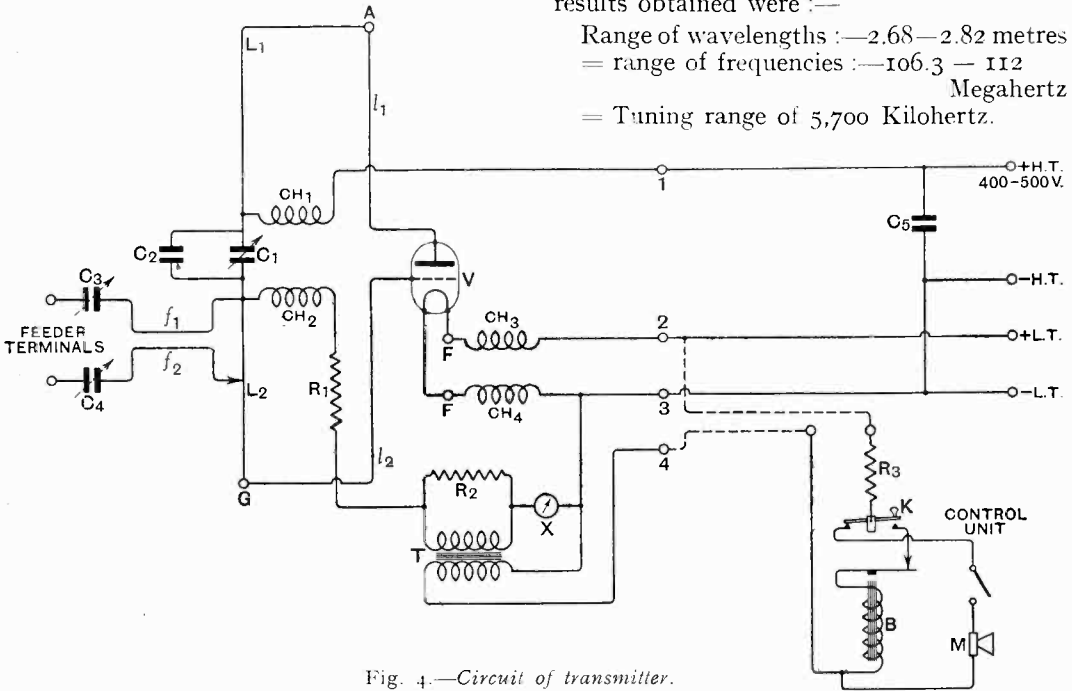 results obtained were :—
Range of wavelengths :—2.68—2.82 metres
= range of frequencies :—106.3 — 112
Megahertz
= Tuning range of 5,700 Kilohertz.
A
L1
l1
CH1
1
+H.T.
400-500V.
C5
C2
C1
V
C3
−H.T.
f1
CH2
CH3
2
+L.T.
FEEDER
TERMINALS
F
f2
C4
L2
R1
F
CH4
3
−L.T.
4
l2
R2
R3
G
X
K
CONTROL
UNIT
T
B
M
Fig. 4.—Circuit of transmitter.